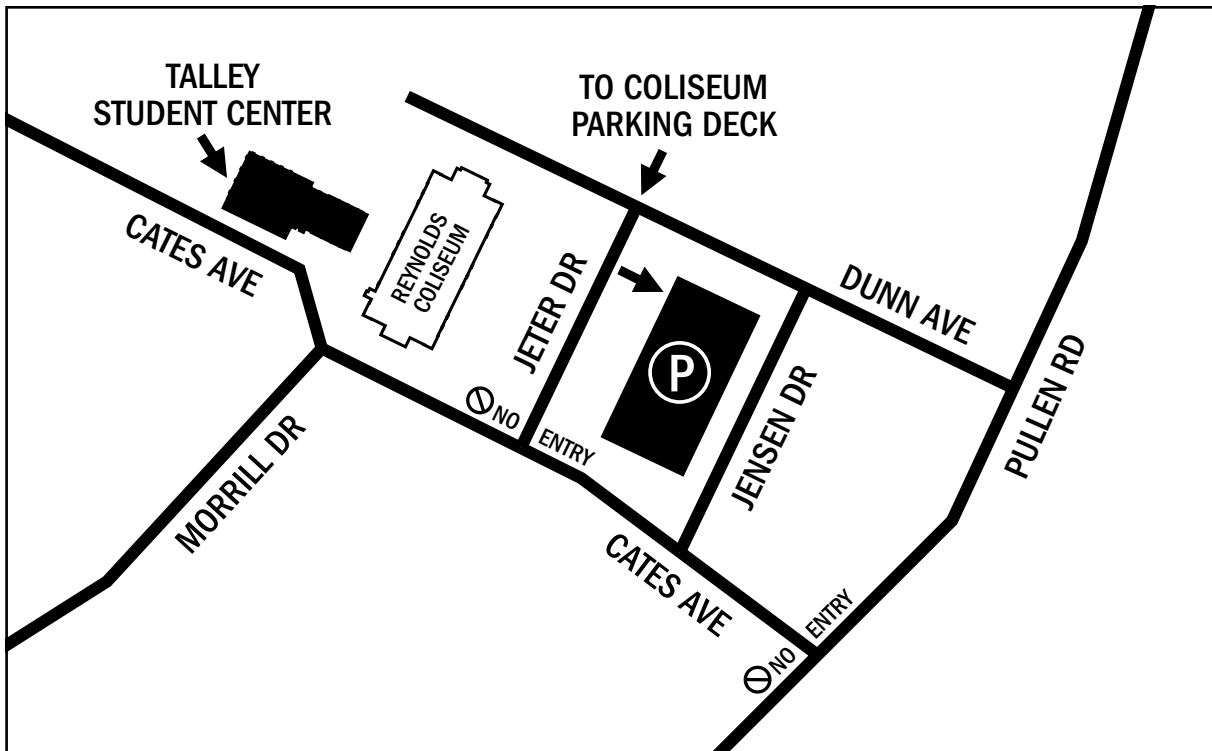 TALLEY
STUDENT CENTER
TO COLISEUM
PARKING DECK
CATES AVE
REYNOLDS
COLISEUM
JETER DR
DUNN AVE
P
JENSEN DR
PULLEN RD
NO
ENTRY
MORRILL DR
CATES AVE
NO
ENTRY